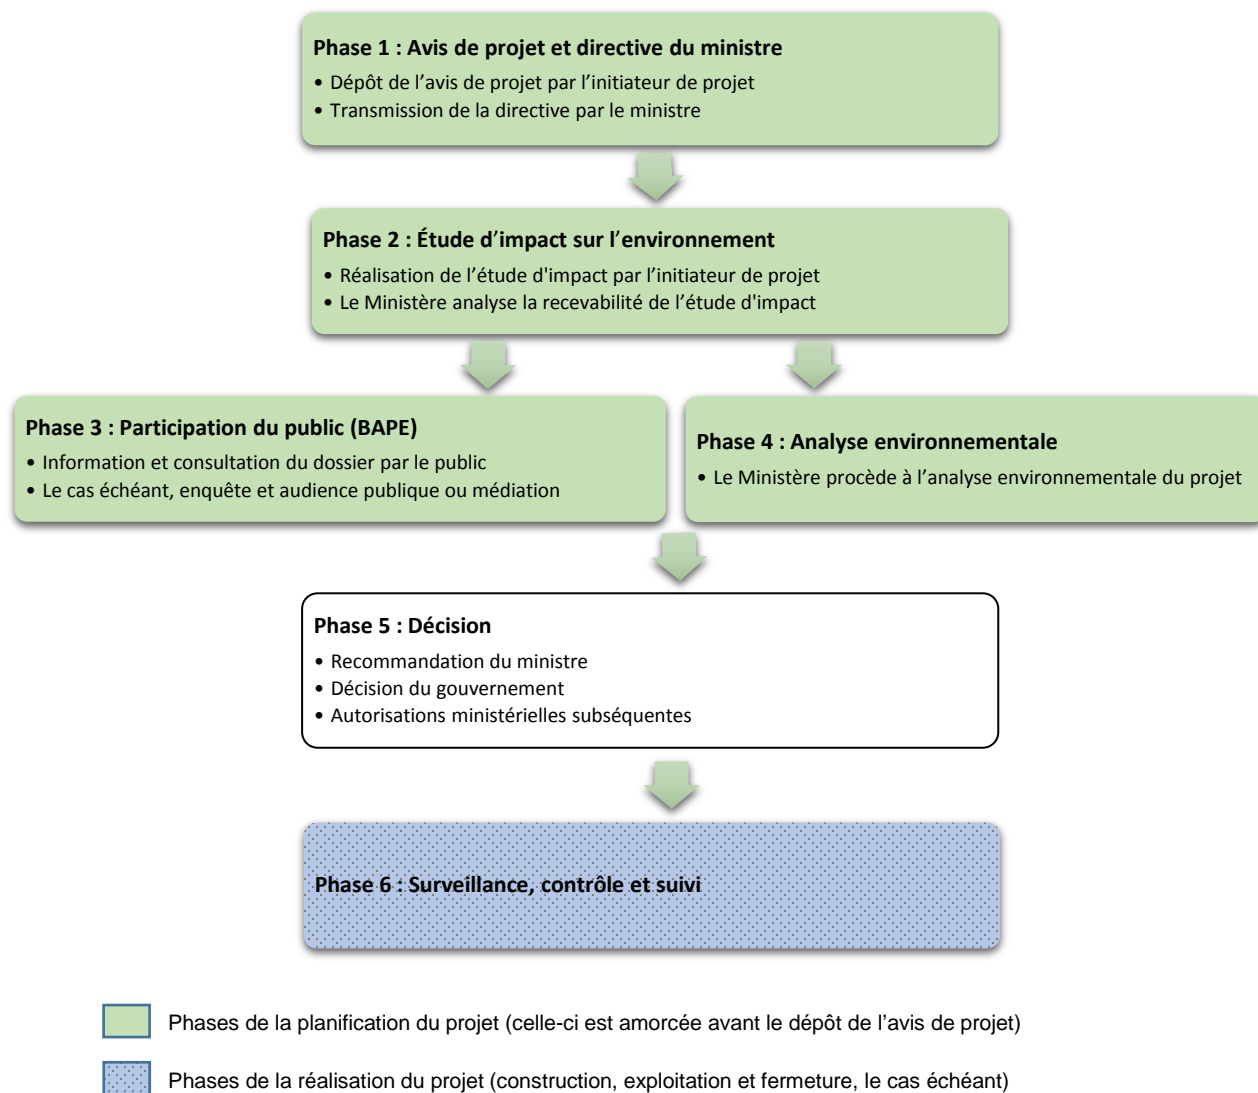 Phase 1 : Avis de projet et directive du ministre
• Dépôt de l’avis de projet par l’initiateur de projet
• Transmission de la directive par le ministre
Phase 2 : Étude d’impact sur l’environnement
• Réalisation de l’étude d'impact par l’initiateur de projet
• Le Ministère analyse la recevabilité de l’étude d'impact
Phase 3 : Participation du public (BAPE)
• Information et consultation du dossier par le public
• Le cas échéant, enquête et audience publique ou médiation
Phase 4 : Analyse environnementale
• Le Ministère procède à l’analyse environnementale du projet
Phase 5 : Décision
• Recommandation du ministre
• Décision du gouvernement
• Autorisations ministérielles subséquentes
Phase 6 : Surveillance, contrôle et suivi
Phases de la planification du projet (celle-ci est amorcée avant le dépôt de l’avis de projet)
Phases de la réalisation du projet (construction, exploitation et fermeture, le cas échéant)